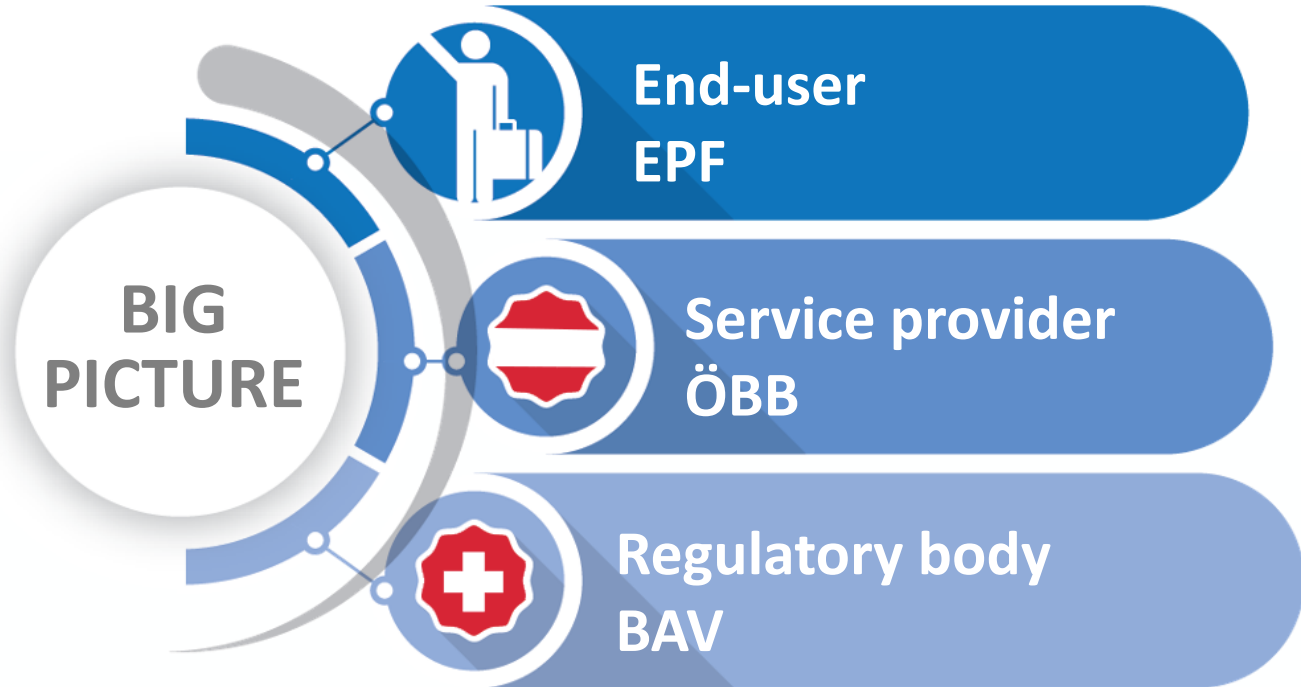 BIG
PICTURE
End-user
EPF
Service provider
ÖBB
Regulatory body
BAV